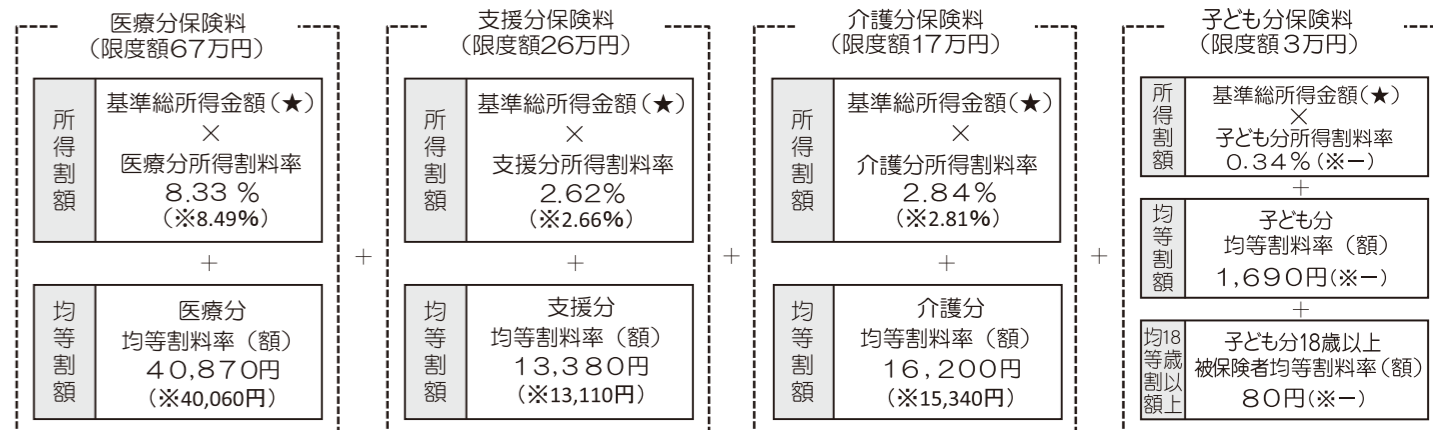 医療分保険料
（限度額67万円）
所得割額
基準総所得金額（★）
×
医療分所得割料率
8.33 %
（※8.49%）
+
均等割額
医療分
均等割料率（額）
40,870円
（※40,060円）
+
支援分保険料
（限度額26万円）
所得割額
基準総所得金額（★）
×
支援分所得割料率
2.62%
（※2.66%）
+
均等割額
支援分
均等割料率（額）
13,380円
（※13,110円）
+
介護分保険料
（限度額17万円）
所得割額
基準総所得金額（★）
×
介護分所得割料率
2.84%
（※2.81%）
+
均等割額
介護分
均等割料率（額）
16,200円
（※15,340円）
+
子ども分保険料
（限度額3万円）
所得割額
基準総所得金額（★）
×
子ども分所得割料率
0.34%（※ー）
+
均等割額
子ども分
均等割料率（額）
1,690円（※ー）
+
18歳以上
均等割額
子ども分18歳以上
被保険者均等割料率（額）
80円（※ー）